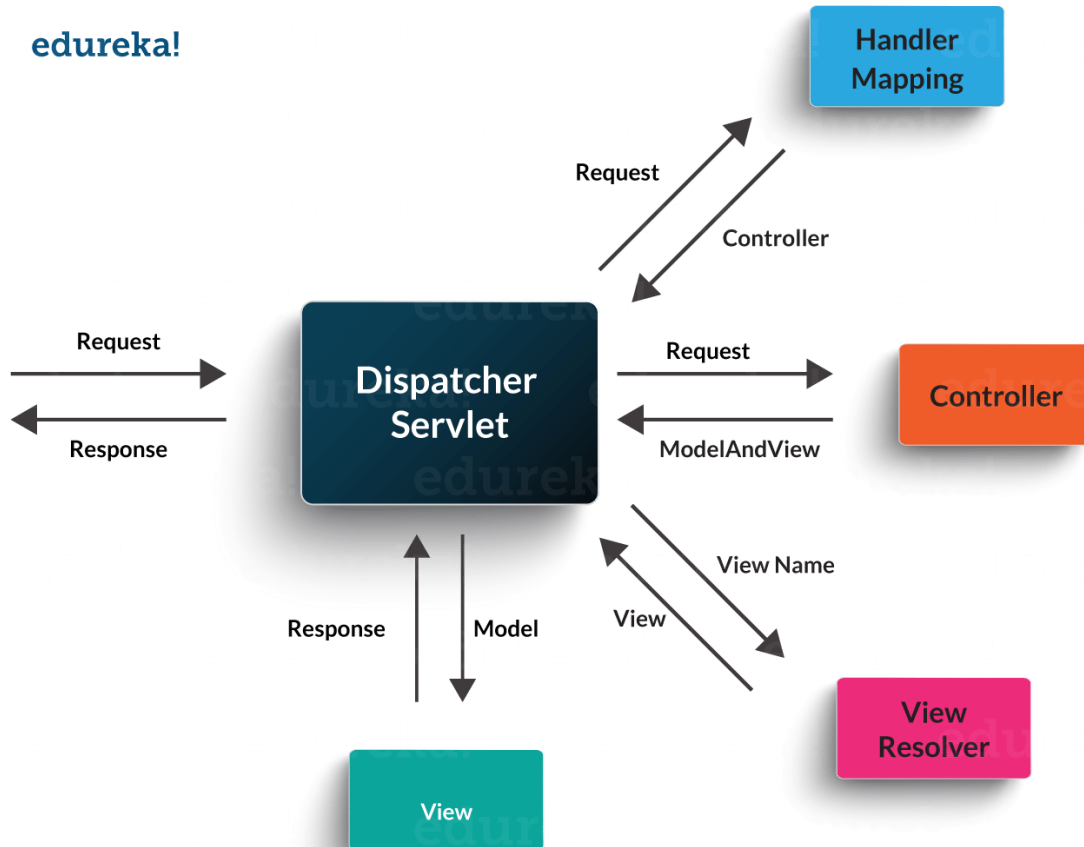 edureka!
Handler
Mapping
Request
Controller
Request
Response
Dispatcher
Servlet
Request
ModelAndView
Controller
View Name
View
Response
Model
View
Resolver
View